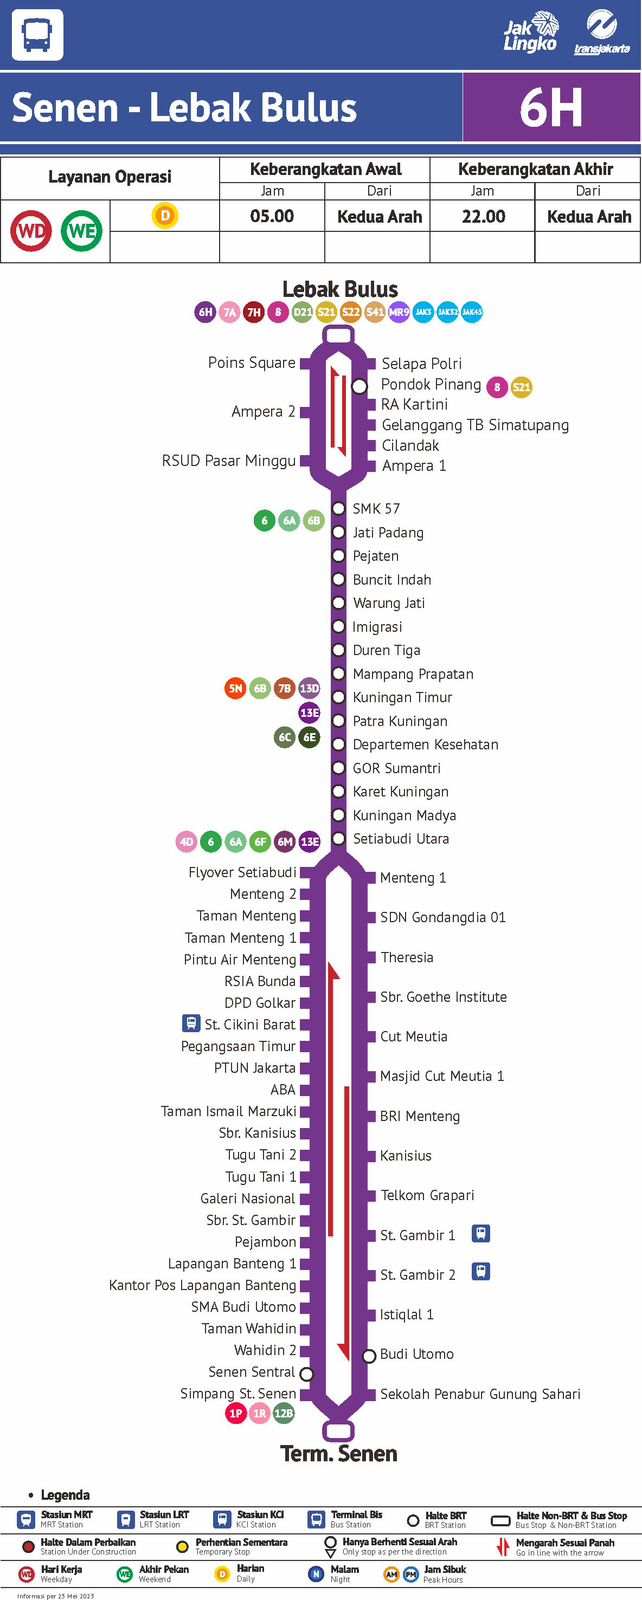 Jak Lingko
transjakarta
Senen - Lebak Bulus
6H
Layanan Operasi
Keberangkatan Awal
Keberangkatan Akhir
Jam
Dari
Jam
Dari
WD WE D
05.00
Kedua Arah
22.00
Kedua Arah
Lebak Bulus
6H 7A 7H 8 D21 S21 S22 S41 MR9 JAK5 JAK32 JAK45
Poins Square
Selapa Polri
Pondok Pinang 8 S21
RA Kartini
Ampera 2
Gelanggang TB Simatupang
Cilandak
RSUD Pasar Minggu
Ampera 1
SMK 57
6 6A 6B
Jati Padang
Pejaten
Buncit Indah
Warung Jati
Imigrasi
Duren Tiga
Mampang Prapatan
5N 6B 7B 13D
Kuningan Timur
13E
Patra Kuningan
6C 6E
Departemen Kesehatan
GOR Sumantri
Karet Kuningan
Kuningan Madya
4D 6 6A 6F 6M 13E
Setiabudi Utara
Flyover Setiabudi
Menteng 2
Taman Menteng
Taman Menteng 1
Pintu Air Menteng
RSIA Bunda
DPD Golkar
St. Cikini Barat
Pegangsaan Timur
PTUN Jakarta
ABA
Taman Ismail Marzuki
Sbr. Kanisius
Tugu Tani 2
Tugu Tani 1
Galeri Nasional
Sbr. St. Gambir
Pejambon
Lapangan Banteng 1
Kantor Pos Lapangan Banteng
SMA Budi Utomo
Taman Wahidin
Wahidin 2
Senen Sentral
Simpang St. Senen
Menteng 1
SDN Gondangdia 01
Theresia
Sbr. Goethe Institute
Cut Meutia
Masjid Cut Meutia 1
BRI Menteng
Kanisius
Telkom Grapari
St. Gambir 1
St. Gambir 2
Istiqlal 1
Budi Utomo
Sekolah Penabur Gunung Sahari
1P 1R 12B
Term. Senen
• Legenda
Stasiun MRT
MRT Station
Stasiun LRT
LRT Station
Stasiun KCI
KCI Station
Terminal Bis
Bus Station
Halte BRT
BRT Station
Halte Non-BRT & Bus Stop
Bus Stop & Non-BRT Station
Halte Dalam Perbaikan
Station Under Construction
Perhentian Sementara
Temporary Stop
Hanya Berhenti Sesuai Arah
Only stop as per the direction
Mengarah Sesuai Panah
Go in line with the arrow
WD Hari Kerja
Weekday
WE Akhir Pekan
Weekend
D Harian
Daily
N Malam
Night
AM PM Jam Sibuk
Peak Hours
Informasi per 23 Mei 2023